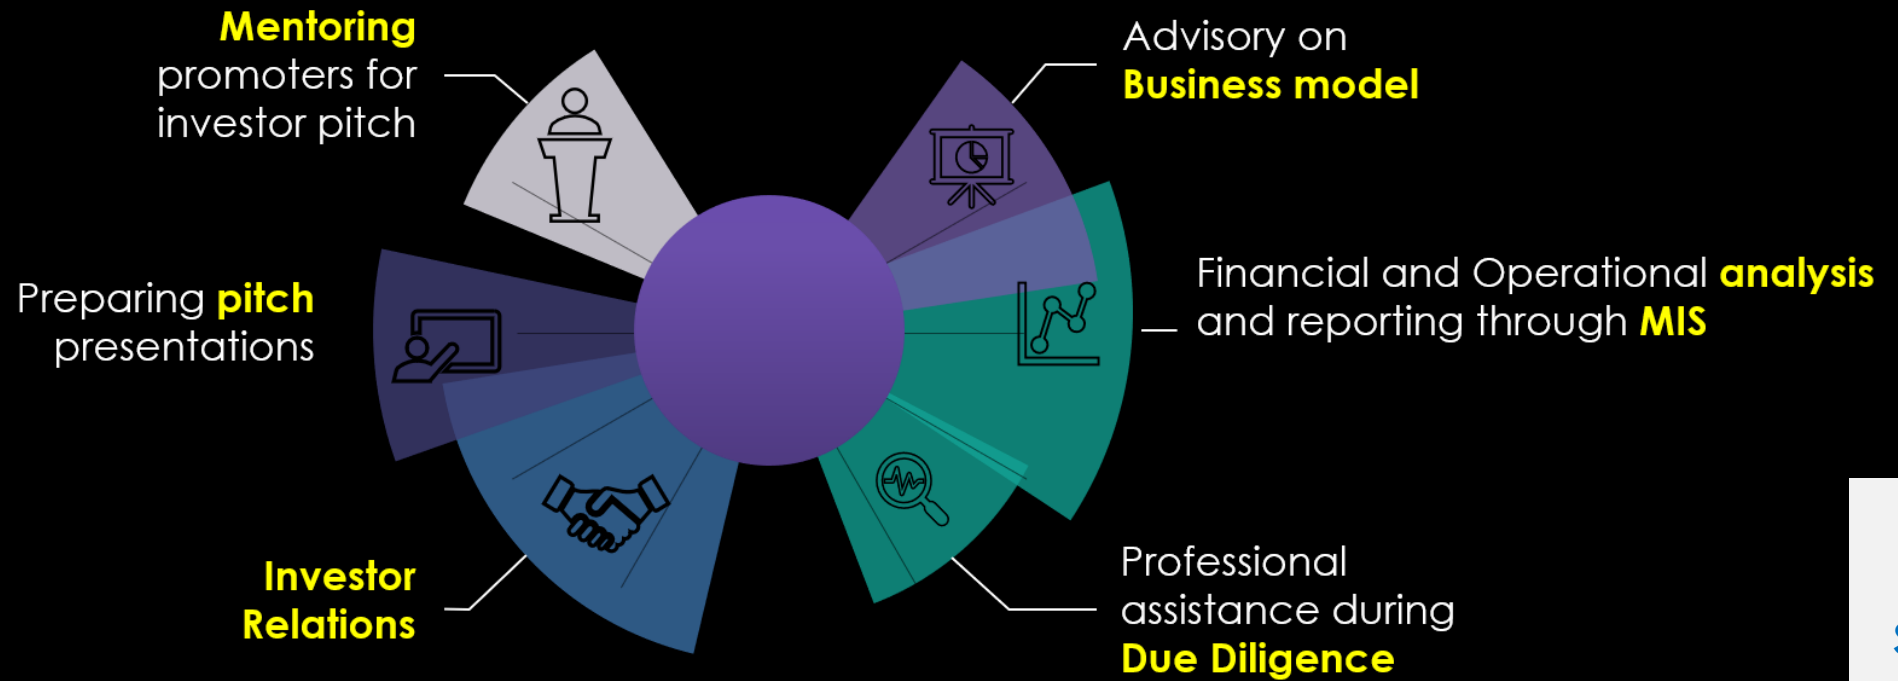 Mentoring
promoters for
investor pitch
Advisory on
Business model
Preparing pitch
presentations
Financial and Operational analysis
and reporting through MIS
Investor
Relations
Professional
assistance during
Due Diligence